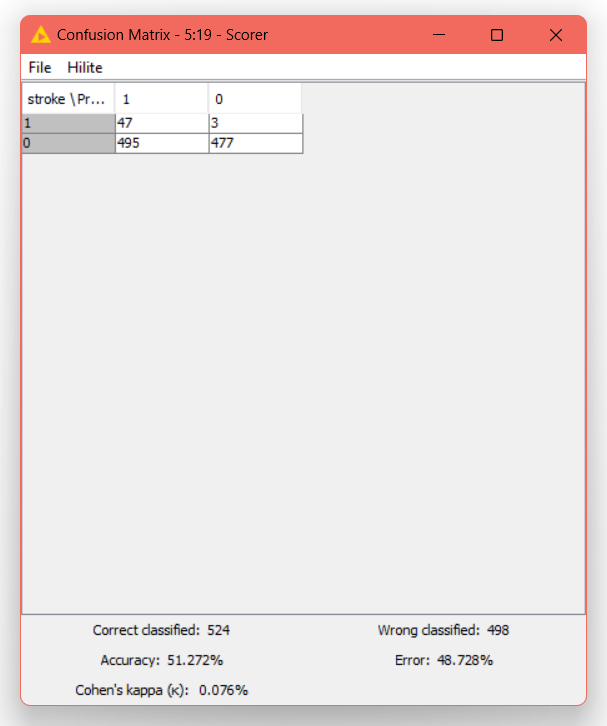 Confusion Matrix - 5:19 - Scorer
File Hilite
stroke \Pr... 1 0
1 47 3
0 495 477
Correct classified: 524 Wrong classified: 498
Accuracy: 51.272% Error: 48.728%
Cohen's kappa (κ): 0.076%